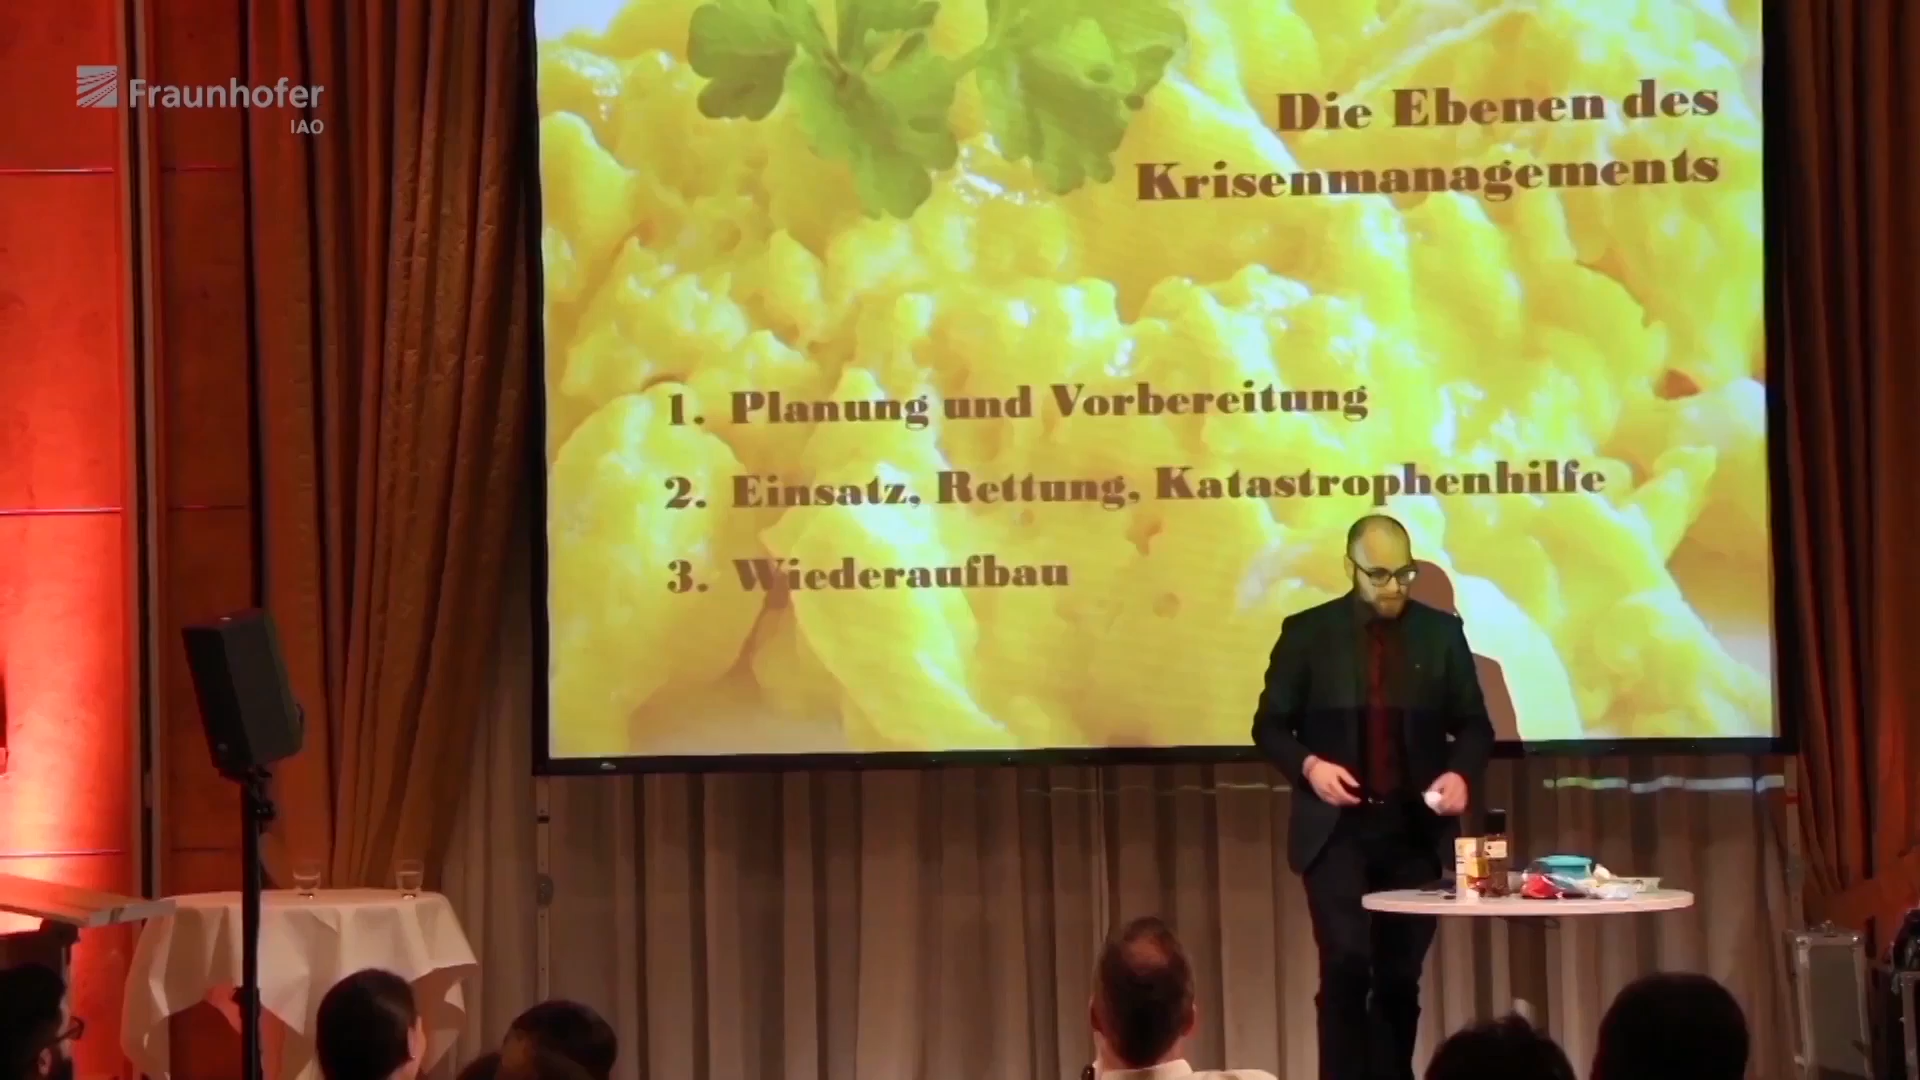 Fraunhofer
IAO
Die Ebenen des
Krisenmanagements
1. Planung und Vorbereitung
2. Einsatz, Rettung, Katastrophenhilfe
3. Wiederaufbau